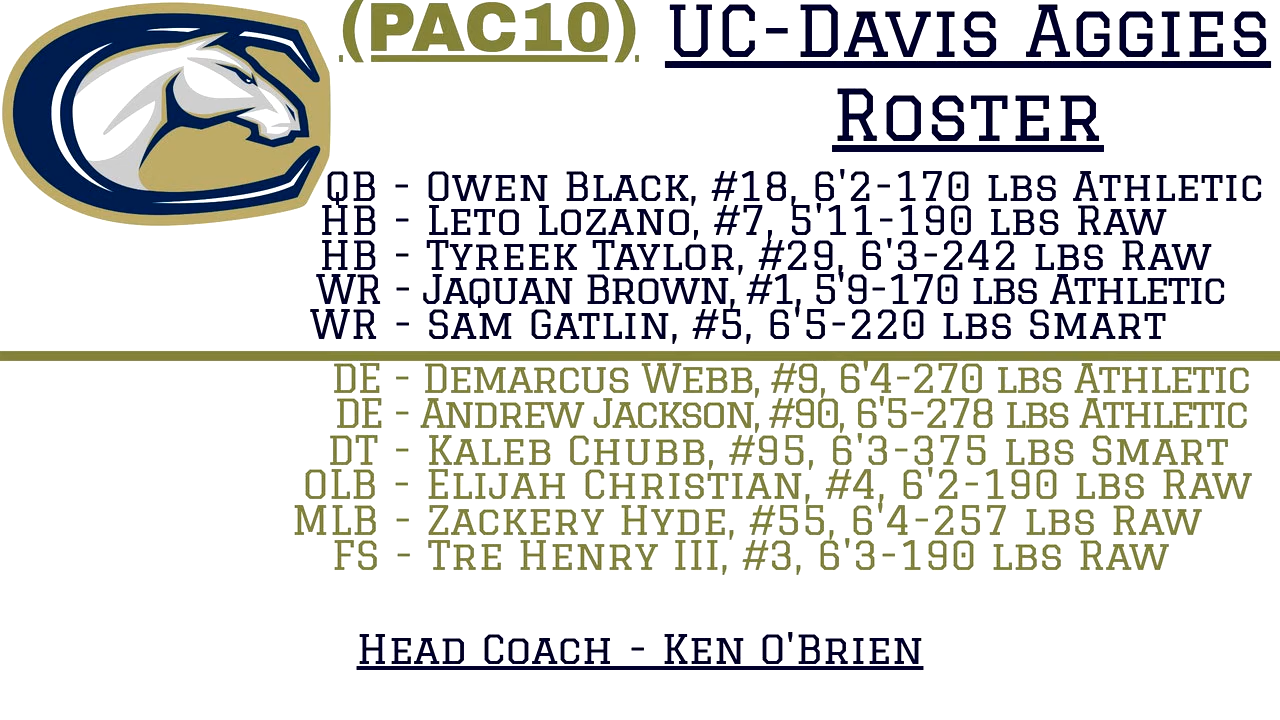 (PAC10) UC-Davis Aggies
Roster
QB - Owen Black, #18, 6'2-170 lbs Athletic
HB - Leto Lozano, #7, 5'11-190 lbs Raw
HB - Tyreek Taylor, #29, 6'3-242 lbs Raw
WR - Jaquan Brown, #1, 5'9-170 lbs Athletic
WR - Sam Gatlin, #5, 6'5-220 lbs Smart
DE - Demarcus Webb, #9, 6'4-270 lbs Athletic
DE - Andrew Jackson, #90, 6'5-278 lbs Athletic
DT - Kaleb Chubb, #95, 6'3-375 lbs Smart
OLB - Elijah Christian, #4, 6'2-190 lbs Raw
MLB - Zackery Hyde, #55, 6'4-257 lbs Raw
FS - Tre Henry III, #3, 6'3-190 lbs Raw
Head Coach - Ken O'Brien